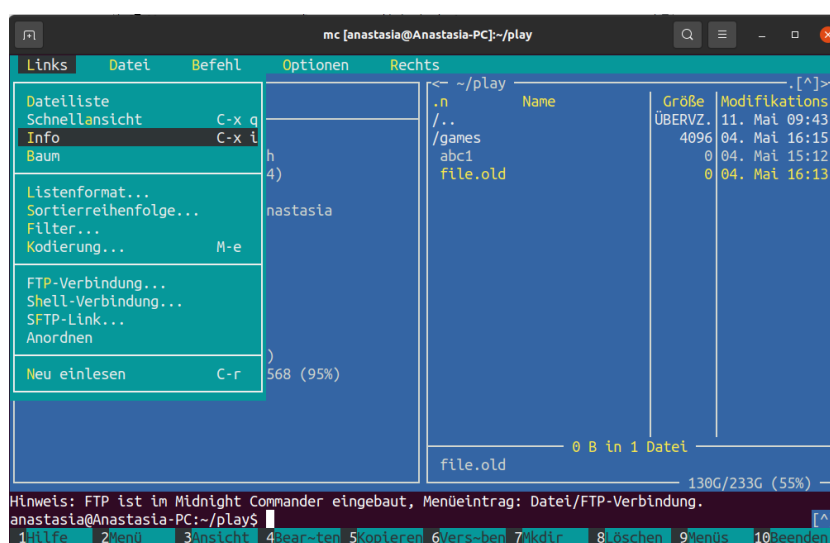 mc [anastasia@Anastasia-PC]:~/play
Links Datei Befehl Optionen Rechts
Dateiliste
Schnellansicht C-x q
Info C-x i
Baum
Listenformat...
Sortierreihenfolge...
Filter...
Kodierung... M-e
FTP-Verbindung...
Shell-Verbindung...
SFTP-Link...
Anordnen
Neu einlesen C-r
h
4)
nastasia
)
568 (95%)
<─ ~/play .[^]>
.n Name Größe Modifikations
/.. ÜBERVZ. 11. Mai 09:43
/games 4096 04. Mai 16:15
abc1 0 04. Mai 15:12
file.old 0 04. Mai 16:13
0 B in 1 Datei
file.old
130G/233G (55%)
Hinweis: FTP ist im Midnight Commander eingebaut, Menüeintrag: Datei/FTP-Verbindung.
anastasia@Anastasia-PC:~/play$ [^
1Hilfe 2Menü 3Ansicht 4Bear~ten 5Kopieren 6Vers~ben 7Mkdir 8Löschen 9Menüs 10Beenden